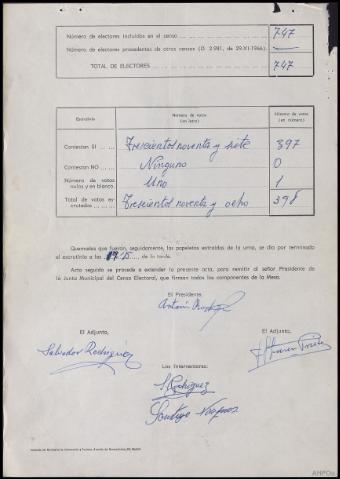 Número de electores incluidos en el censo 747
Número de electores procedentes de otros censos (D. 2.981, de 29-XI-1966) —
TOTAL DE ELECTORES 747
Escrutinio Número de votos (en letra) Número de votos (en número)
Contestan SI Trescientos noventa y siete 397
Contestan NO Ninguno 0
Número de votos nulos y en blanco Uno 1
Total de votos escrutados Trescientos noventa y ocho 398
Quemadas que fueron, seguidamente, las papeletas extraídas de la urna, se dio por terminado
el escrutinio a las de la tarde.
Acto seguido se procede a extender la presente acta, para remitir al señor Presidente de
la Junta Municipal del Censo Electoral, que firman todos los componentes de la Mesa.
El Presidente,
Antonio
El Adjunto, El Adjunto,
Salvador Rodríguez
Los Interventores,
S. Rodríguez
Santiago
AHPOu